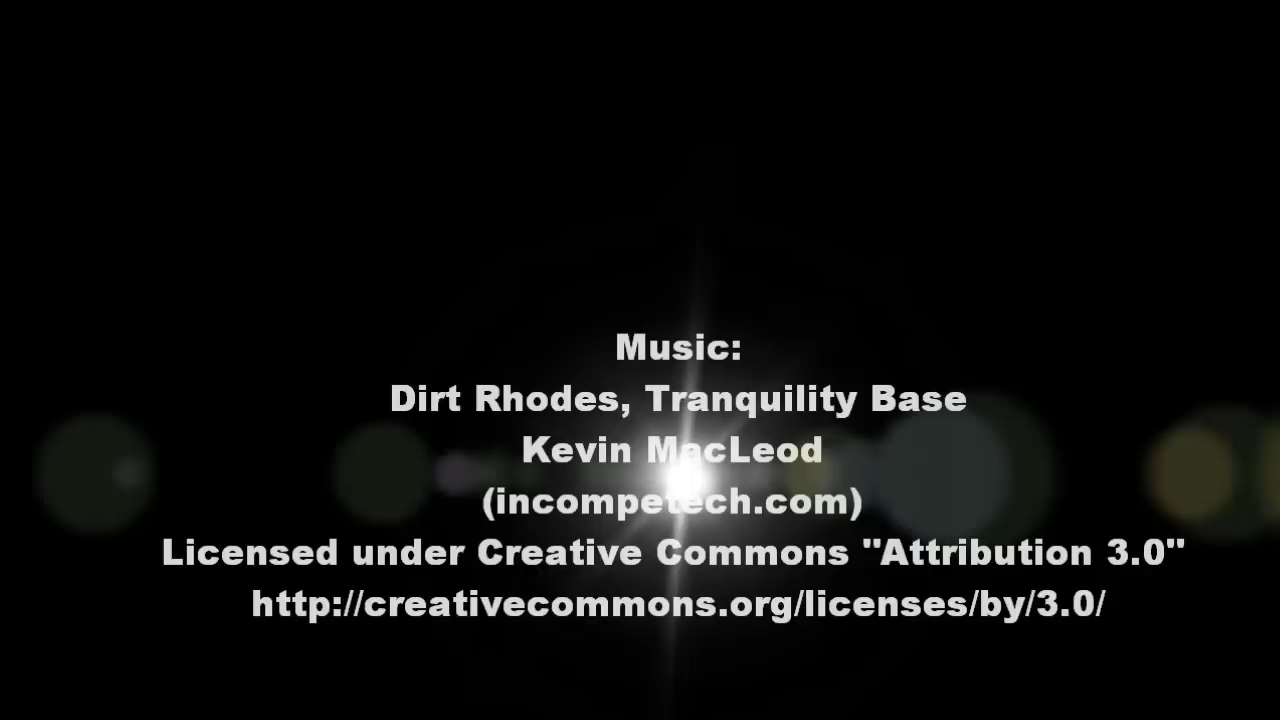 Music:
Dirt Rhodes, Tranquility Base
Kevin MacLeod
(incompetech.com)
Licensed under Creative Commons "Attribution 3.0"
http://creativecommons.org/licenses/by/3.0/